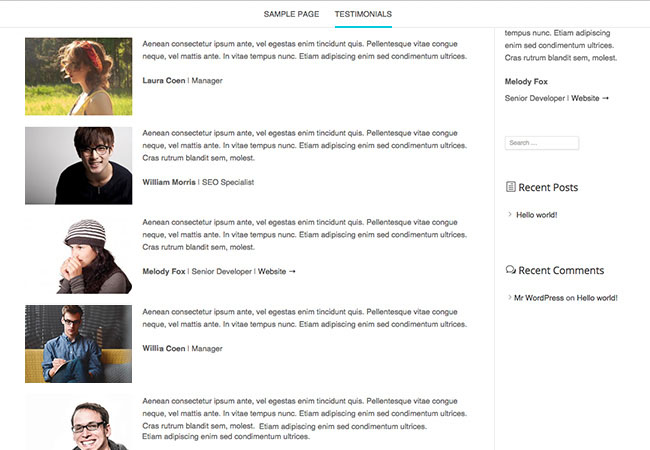 SAMPLE PAGE
TESTIMONIALS
Aenean consectetur ipsum ante, vel egestas enim tincidunt quis. Pellentesque vitae congue
neque, vel mattis ante. In vitae tempus nunc. Etiam adipiscing enim sed condimentum ultrices.
Laura Coen | Manager
Aenean consectetur ipsum ante, vel egestas enim tincidunt quis. Pellentesque vitae congue
neque, vel mattis ante. In vitae tempus nunc. Etiam adipiscing enim sed condimentum ultrices.
Cras rutrum blandit sem, molest.
William Morris | SEO Specialist
Aenean consectetur ipsum ante, vel egestas enim tincidunt quis. Pellentesque vitae congue
neque, vel mattis ante. In vitae tempus nunc. Etiam adipiscing enim sed condimentum ultrices.
Cras rutrum blandit sem, molest.
Melody Fox | Senior Developer | Website →
Aenean consectetur ipsum ante, vel egestas enim tincidunt quis. Pellentesque vitae congue
neque, vel mattis ante. In vitae tempus nunc. Etiam adipiscing enim sed condimentum ultrices.
Willia Coen | Manager
Aenean consectetur ipsum ante, vel egestas enim tincidunt quis. Pellentesque vitae congue
neque, vel mattis ante. In vitae tempus nunc. Etiam adipiscing enim sed condimentum ultrices.
Cras rutrum blandit sem, molest. Etiam adipiscing enim sed condimentum ultrices.
Etiam adipiscing enim sed condimentum ultrices.
tempus nunc. Etiam adipiscing
enim sed condimentum ultrices.
Cras rutrum blandit sem, molest.
Melody Fox
Senior Developer | Website →
Search …
Recent Posts
Hello world!
Recent Comments
Mr WordPress on Hello world!